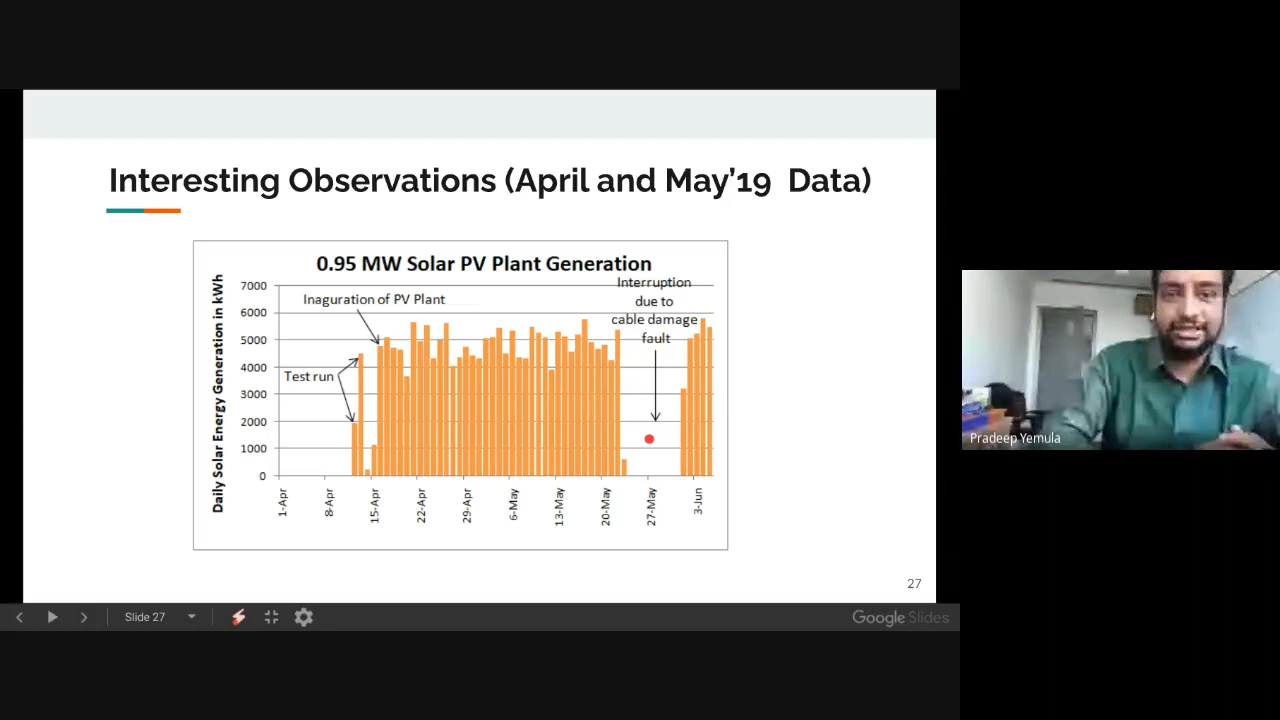 Interesting Observations (April and May’19 Data)
0.95 MW Solar PV Plant Generation
Daily Solar Energy Generation in kWh
7000
6000
5000
4000
3000
2000
1000
0
Inaguration of PV Plant
Test run
Interruption
due to
cable damage
fault
1-Apr
8-Apr
15-Apr
22-Apr
29-Apr
6-May
13-May
20-May
27-May
3-Jun
27
Slide 27
Google Slides
Pradeep Yemula